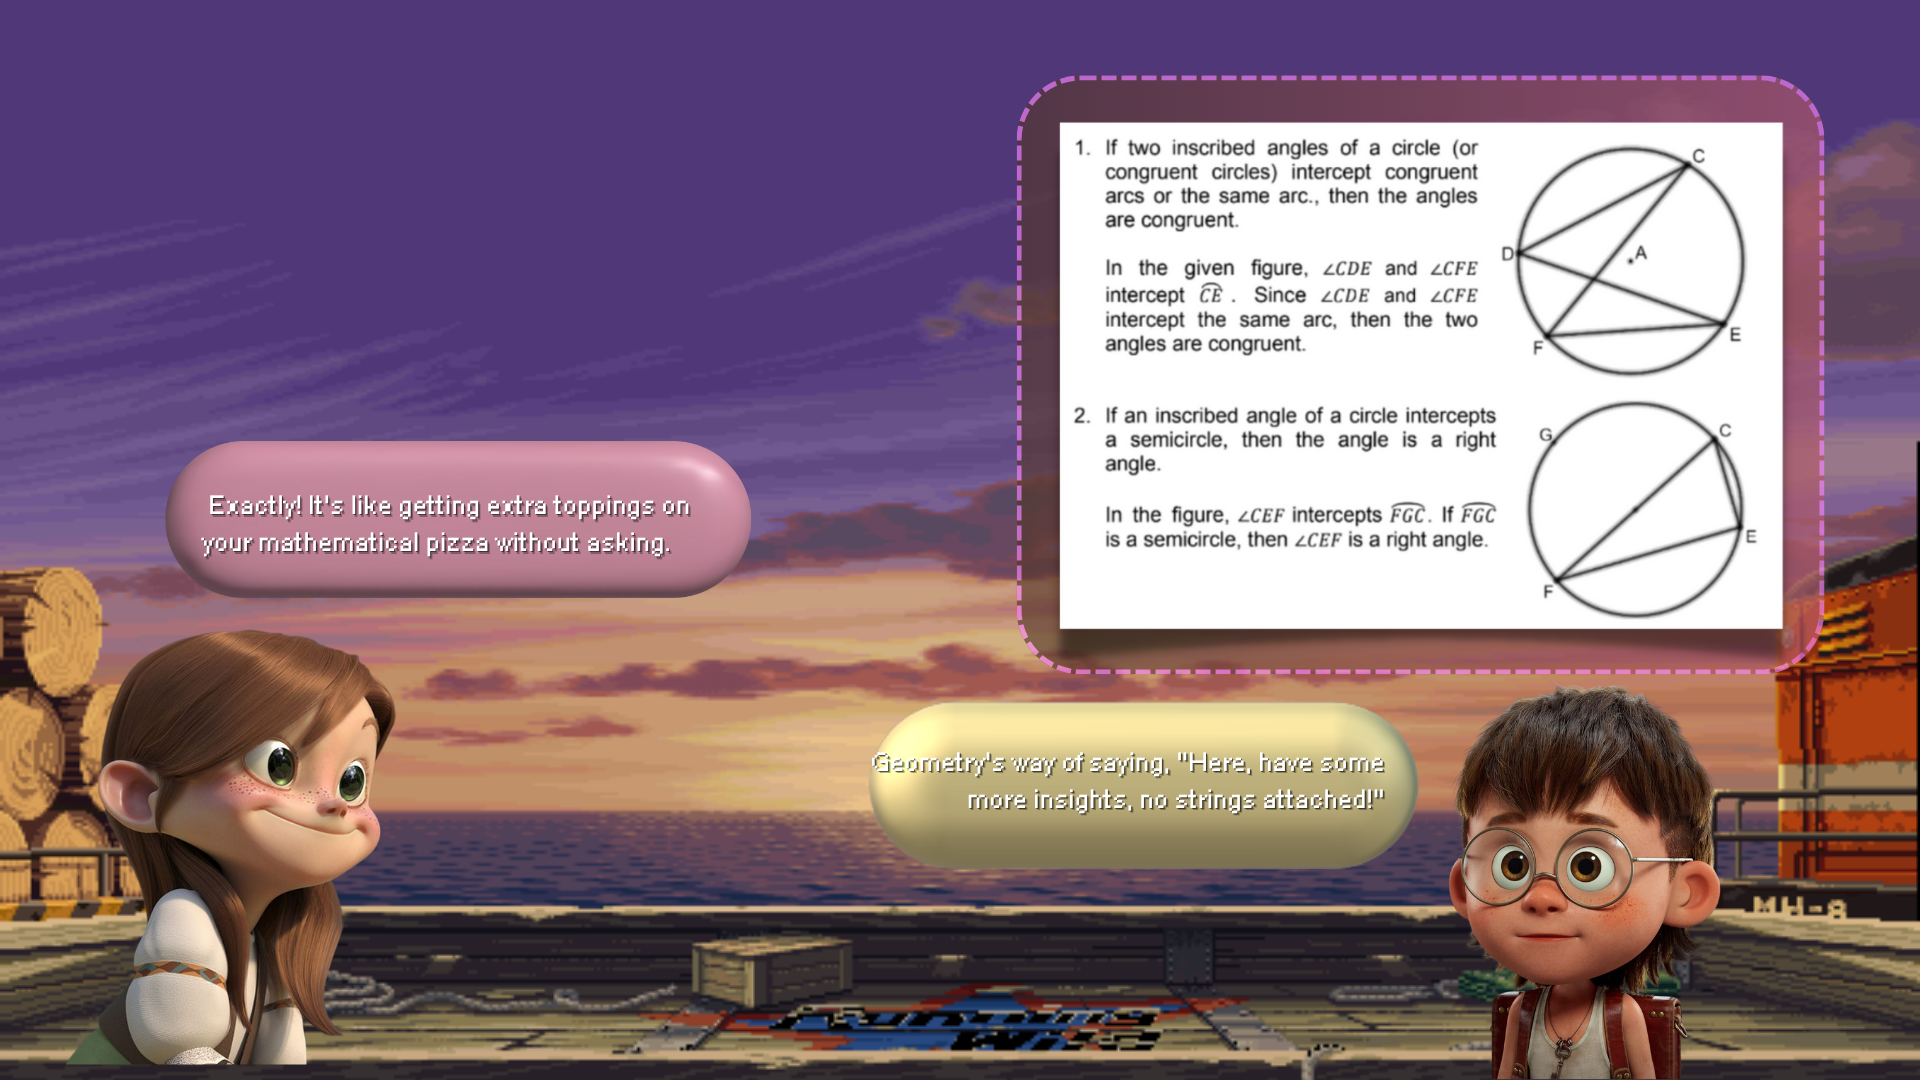 1. If two inscribed angles of a circle (or
congruent circles) intercept congruent
arcs or the same arc., then the angles
are congruent.
In the given figure, ∠CDE and ∠CFE
intercept C͡E . Since ∠CDE and ∠CFE
intercept the same arc, then the two
angles are congruent.
C
D
A
E
F
2. If an inscribed angle of a circle intercepts
a semicircle, then the angle is a right
angle.
In the figure, ∠CEF intercepts F͡GC. If F͡GC
is a semicircle, then ∠CEF is a right angle.
G
C
E
F
Exactly! It's like getting extra toppings on
your mathematical pizza without asking.
Geometry's way of saying, "Here, have some
more insights, no strings attached!"
MH-8